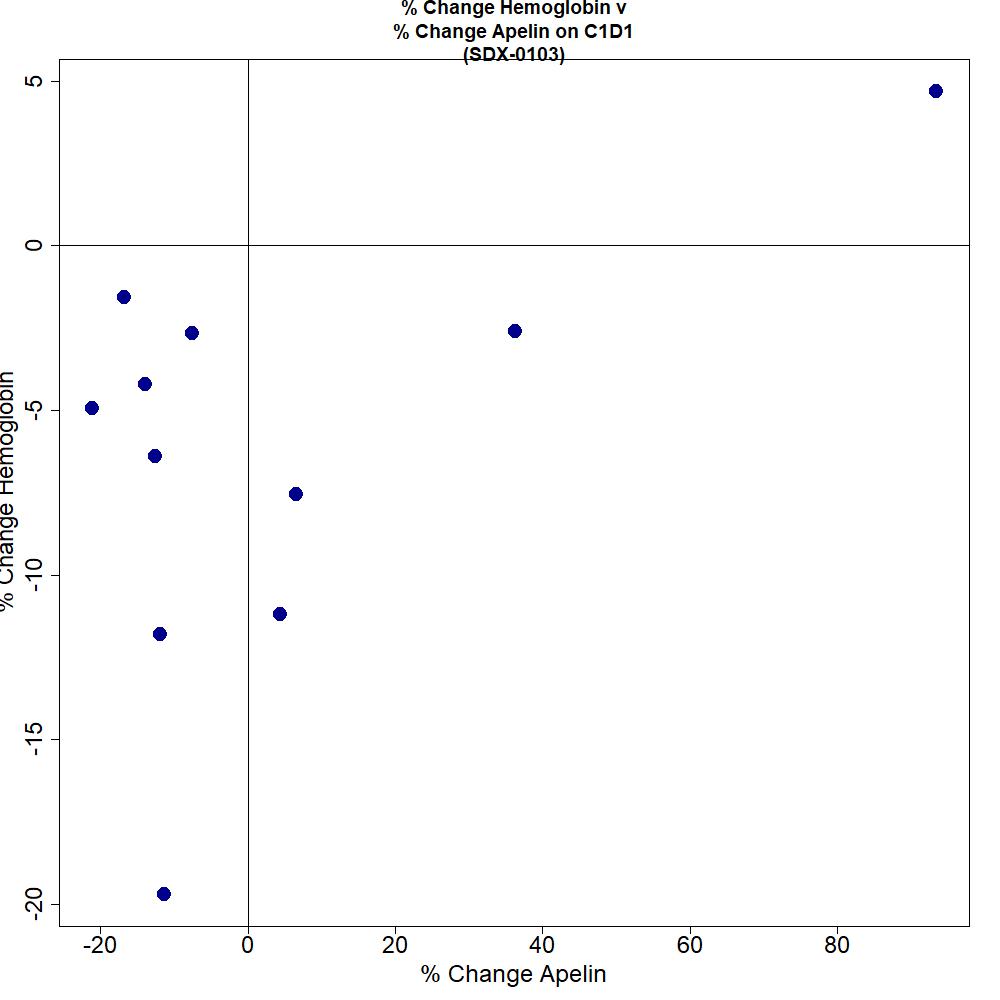 % Change Hemoglobin v
% Change Apelin on C1D1
(SDX-0103)
% Change Hemoglobin
5
0
-5
-10
-15
-20
-20 0 20 40 60 80
% Change Apelin